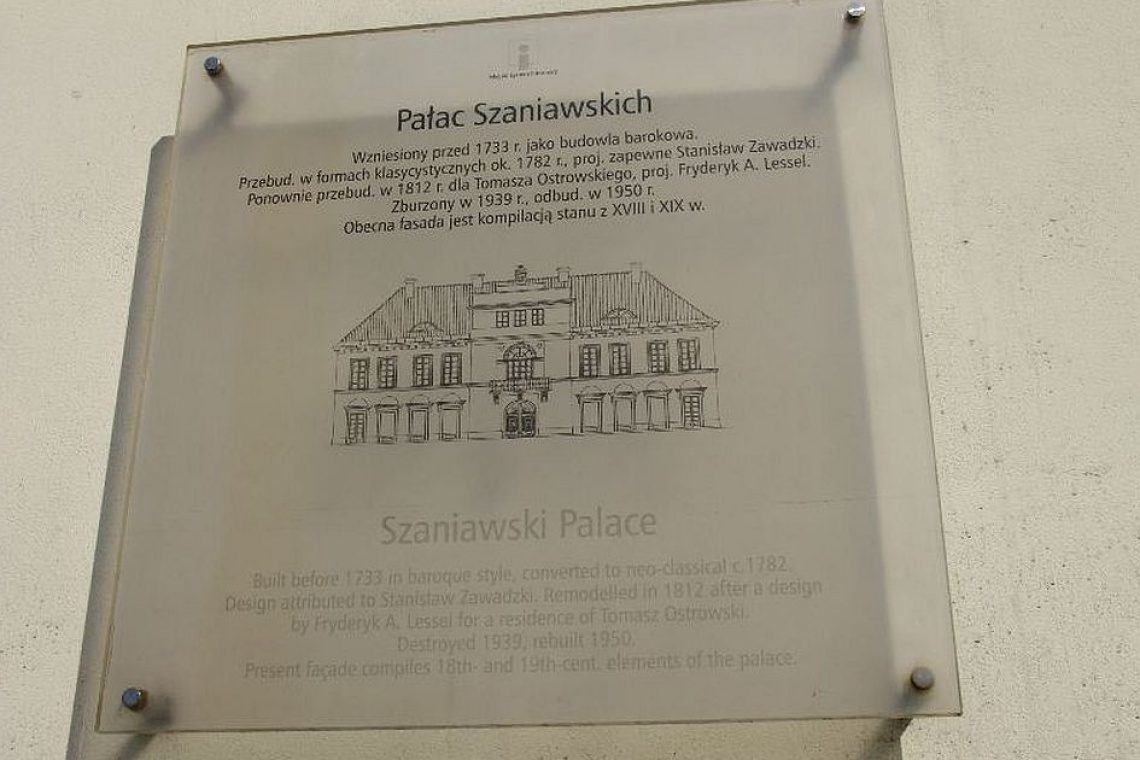 Pałac Szaniawskich
Wzniesiony przed 1733 r. jako budowla barokowa.
Przebud. w formach klasycystycznych ok. 1782 r., proj. zapewne Stanisław Zawadzki.
Ponownie przebud. w 1812 r. dla Tomasza Ostrowskiego, proj. Fryderyk A. Lessel.
Zburzony w 1939 r., odbud. w 1950 r.
Obecna fasada jest kompilacją stanu z XVIII i XIX w.
Szaniawski Palace
Built before 1733 in baroque style, converted to neo-classical c.1782.
Design attributed to Stanisław Zawadzki. Remodelled in 1812 after a design
by Fryderyk A. Lessel for a residence of Tomasz Ostrowski.
Destroyed 1939, rebuilt 1950.
Present façade compiles 18th- and 19th-cent. elements of the palace.